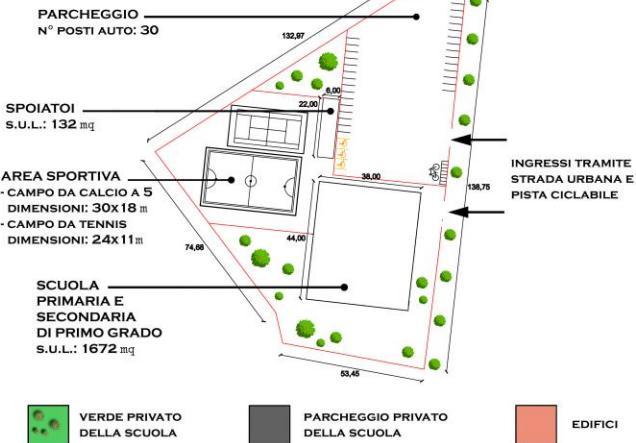 PARCHEGGIO
N° POSTI AUTO: 30
132,97
SPOIATOI
S.U.L.: 132 mq
22,00
6,00
AREA SPORTIVA
- CAMPO DA CALCIO A 5
DIMENSIONI: 30x18 m
- CAMPO DA TENNIS
DIMENSIONI: 24x11m
INGRESSI TRAMITE
STRADA URBANA E
PISTA CICLABILE
38,00
138,75
74,66
44,00
SCUOLA
PRIMARIA E
SECONDARIA
DI PRIMO GRADO
S.U.L.: 1672 mq
53,45
VERDE PRIVATO
DELLA SCUOLA
PARCHEGGIO PRIVATO
DELLA SCUOLA
EDIFICI